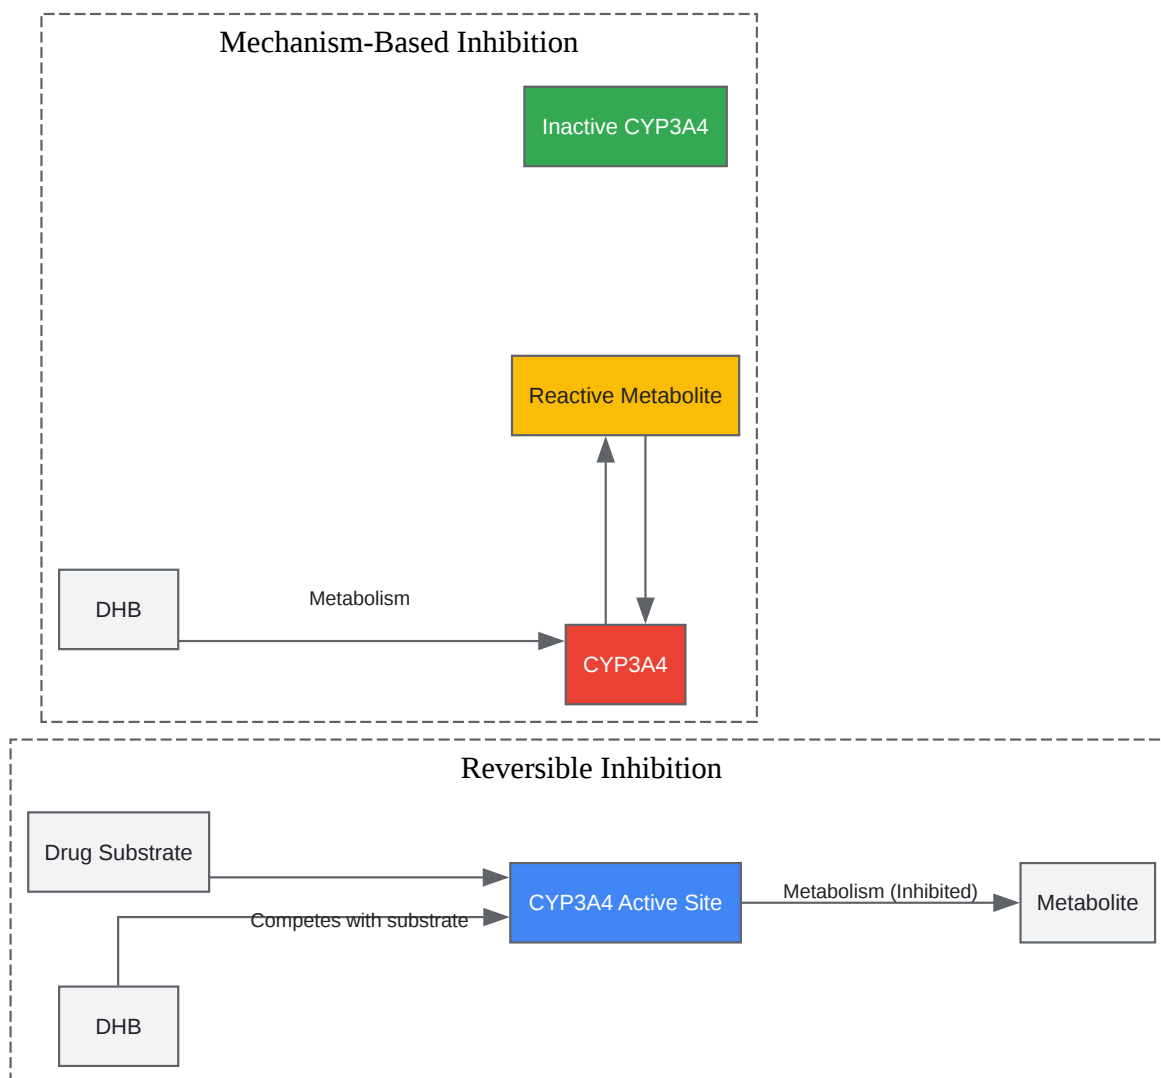 Mechanism-Based Inhibition
Inactive CYP3A4
Reactive Metabolite
DHB
Metabolism
CYP3A4
Reversible Inhibition
Drug Substrate
CYP3A4 Active Site
Metabolism (Inhibited)
Metabolite
Competes with substrate
DHB